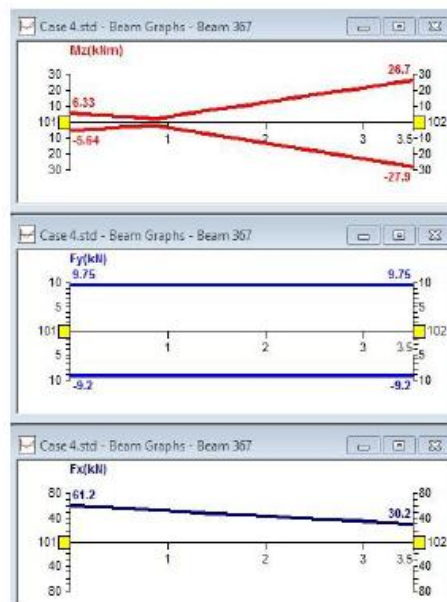 Case 4.std - Beam Graphs - Beam 367
Mz(kNm)
30 26.7 30
20 20
10 6.33 10
101 1 2 3 3.5 102
10 -5.64 10
20 20
30 -27.9 30
Case 4.std - Beam Graphs - Beam 367
Fy(kN)
10 9.75 9.75 10
5 5
101 1 2 3 3.5 102
5 5
10 -9.2 -9.2 10
Case 4.std - Beam Graphs - Beam 367
Fx(kN)
80 61.2 80
40 30.2 40
101 1 2 3 3.5 102
40 40
80 80